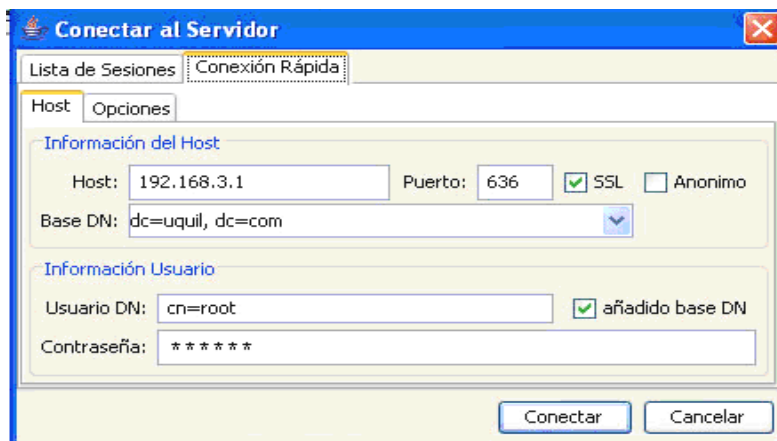 Conectar al Servidor
Lista de Sesiones Conexión Rápida
Host Opciones
Información del Host
Host: 192.168.3.1 Puerto: 636 SSL Anonimo
Base DN: dc=uquil, dc=com
Información Usuario
Usuario DN: cn=root añadido base DN
Contraseña: ******
Conectar Cancelar